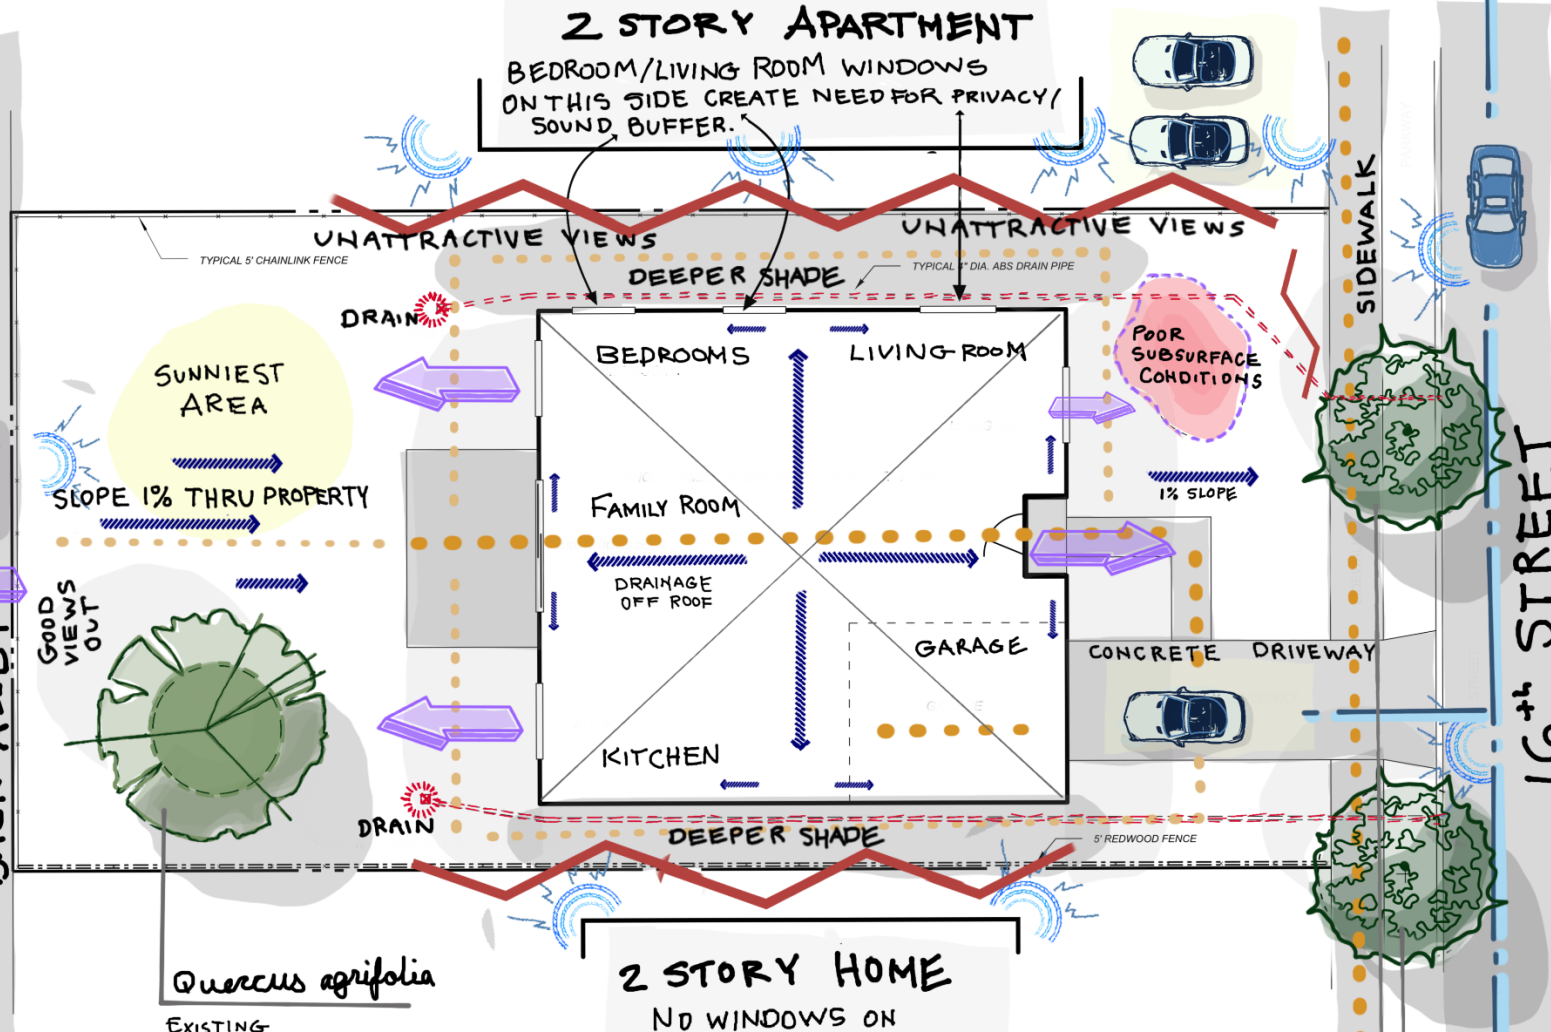 2 STORY APARTMENT
BEDROOM/LIVING ROOM WINDOWS
ON THIS SIDE CREATE NEED FOR PRIVACY/
SOUND BUFFER.
SIDEWALK
UNATTRACTIVE VIEWS
UNATTRACTIVE VIEWS
TYPICAL 5' CHAINLINK FENCE
DEEPER SHADE
TYPICAL 4" DIA. ABS DRAIN PIPE
DRAIN
POOR
SUBSURFACE
CONDITIONS
BEDROOMS
LIVING ROOM
SUNNIEST
AREA
SLOPE 1% THRU PROPERTY
1% SLOPE
FAMILY ROOM
DRAINAGE
OFF ROOF
GOOD
VIEWS
OUT
GARAGE
CONCRETE DRIVEWAY
16TH STREET
KITCHEN
DRAIN
DEEPER SHADE
5' REDWOOD FENCE
Quercus agrifolia
EXISTING
2 STORY HOME
NO WINDOWS ON